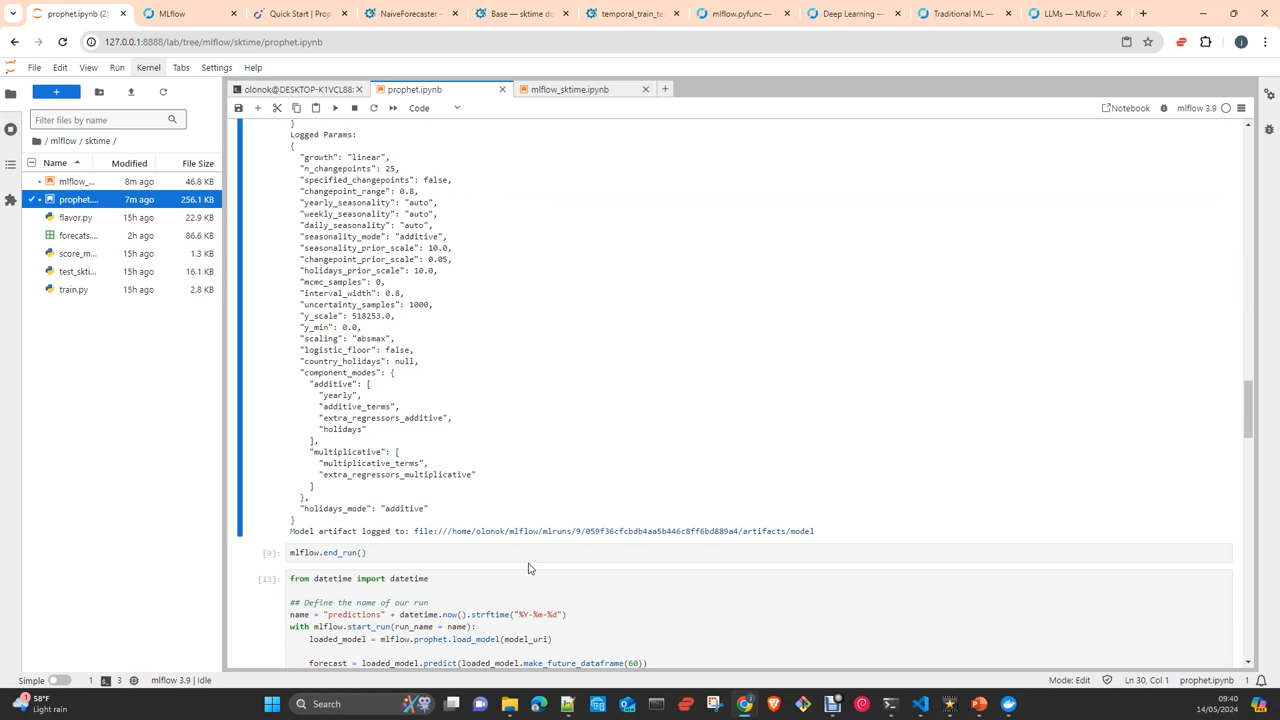 prophet.ipynb
MLflow
Quick Start | Prop
NaiveForecaster —
Base — sktime do
temporal_train_te
mlflow.pyfunc —
Deep Learning —
Traditional ML —
LLMs — MLflow 2
127.0.0.1:8888/lab/tree/mlflow/sktime/prophet.ipynb
File Edit View Run Kernel Tabs Settings Help
olonok@DESKTOP-K1VCL88:
prophet.ipynb
mlflow_sktime.ipynb
Code
Notebook
mlflow 3.9
Filter files by name
/ mlflow / sktime /
Name Modified File Size
mlflow_... 8m ago 46.8 KB
prophet.... 7m ago 256.1 KB
flavor.py 15h ago 22.9 KB
forecats.... 2h ago 86.6 KB
score_m... 15h ago 1.3 KB
test_skti... 15h ago 16.1 KB
train.py 15h ago 2.8 KB
}
Logged Params:
{
"growth": "linear",
"n_changepoints": 25,
"specified_changepoints": false,
"changepoint_range": 0.8,
"yearly_seasonality": "auto",
"weekly_seasonality": "auto",
"daily_seasonality": "auto",
"seasonality_mode": "additive",
"seasonality_prior_scale": 10.0,
"changepoint_prior_scale": 0.05,
"holidays_prior_scale": 10.0,
"mcmc_samples": 0,
"interval_width": 0.8,
"uncertainty_samples": 1000,
"y_scale": 518253.0,
"y_min": 0.0,
"scaling": "absmax",
"logistic_floor": false,
"country_holidays": null,
"component_modes": {
"additive": [
"yearly",
"additive_terms",
"extra_regressors_additive",
"holidays"
],
"multiplicative": [
"multiplicative_terms",
"extra_regressors_multiplicative"
]
},
"holidays_mode": "additive"
}
Model artifact logged to: file:///home/olonok/mlflow/mlruns/9/059f36cfcbdb4aa5b446c8ff6bd889a4/artifacts/model
[9]: mlflow.end_run()
[13]: from datetime import datetime
## Define the name of our run
name = "predictions" + datetime.now().strftime("%Y-%m-%d")
with mlflow.start_run(run_name = name):
loaded_model = mlflow.prophet.load_model(model_uri)
forecast = loaded_model.predict(loaded_model.make_future_dataframe(60))
Simple 1 3 mlflow 3.9 | Idle
Mode: Edit Ln 30, Col 1 prophet.ipynb 1
1
58°F
Light rain
Search
09:40
14/05/2024